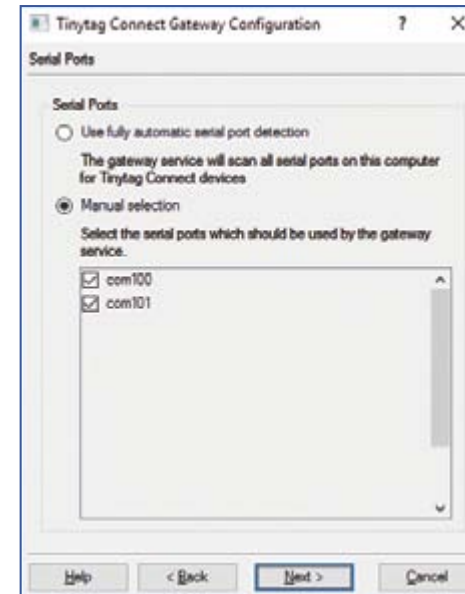 Tinytag Connect Gateway Configuration ? X
Serial Ports
Serial Ports
Use fully automatic serial port detection
The gateway service will scan all serial ports on this computer
for Tinytag Connect devices
Manual selection
Select the serial ports which should be used by the gateway
service.
com100
com101
Help < Back Next > Cancel